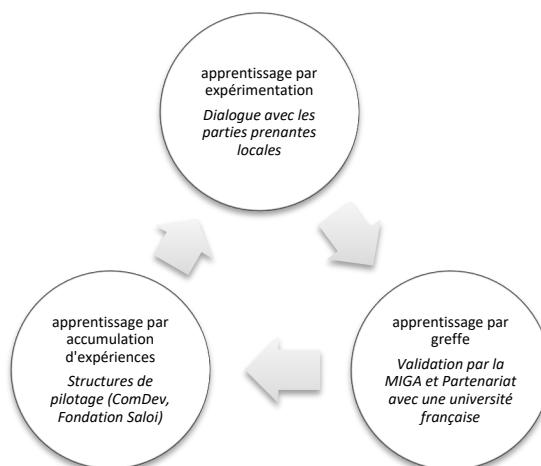 apprentissage par
expérimentation
Dialogue avec les
parties prenantes
locales
apprentissage par
greffe
Validation par la
MIGA et Partenariat
avec une université
française
apprentissage par
accumulation
d'expériences
Structures de
pilotage (ComDev,
Fondation Saloi)